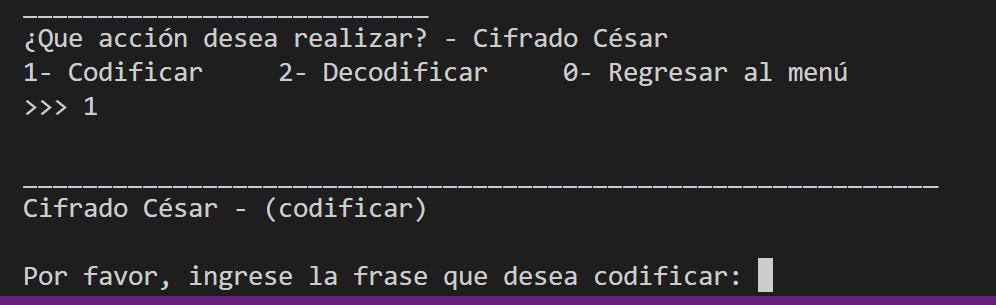 ___________________________
¿Que acción desea realizar? - Cifrado César
1- Codificar     2- Decodificar     0- Regresar al menú
>>> 1
_____________________________________________________________
Cifrado César - (codificar)
Por favor, ingrese la frase que desea codificar: